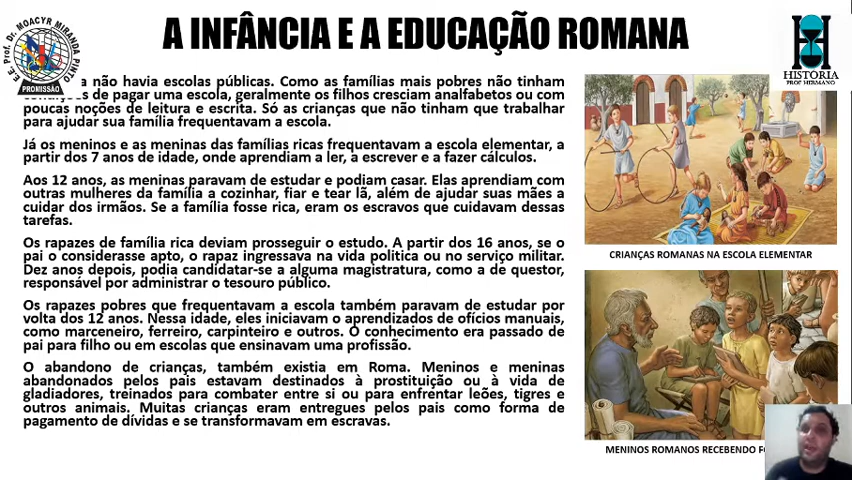 E.E. Prof. Dr. MOACYR MIRANDA PINTO
PROMISSÃO
A INFÂNCIA E A EDUCAÇÃO ROMANA
HISTORIA
PROF HERMANO
a não havia escolas públicas. Como as famílias mais pobres não tinham
de pagar uma escola, geralmente os filhos cresciam analfabetos ou com
poucas noções de leitura e escrita. Só as crianças que não tinham que trabalhar
para ajudar sua família frequentavam a escola.
Já os meninos e as meninas das famílias ricas frequentavam a escola elementar, a
partir dos 7 anos de idade, onde aprendiam a ler, a escrever e a fazer cálculos.
Aos 12 anos, as meninas paravam de estudar e podiam casar. Elas aprendiam com
outras mulheres da família a cozinhar, fiar e tear lã, além de ajudar suas mães a
cuidar dos irmãos. Se a família fosse rica, eram os escravos que cuidavam dessas
tarefas.
Os rapazes de família rica deviam prosseguir o estudo. A partir dos 16 anos, se o
pai o considerasse apto, o rapaz ingressava na vida politica ou no serviço militar.
Dez anos depois, podia candidatar-se a alguma magistratura, como a de questor,
responsável por administrar o tesouro público.
Os rapazes pobres que frequentavam a escola também paravam de estudar por
volta dos 12 anos. Nessa idade, eles iniciavam o aprendizados de ofícios manuais,
como marceneiro, ferreiro, carpinteiro e outros. O conhecimento era passado de
pai para filho ou em escolas que ensinavam uma profissão.
O abandono de crianças, também existia em Roma. Meninos e meninas
abandonados pelos pais estavam destinados à prostituição ou à vida de
gladiadores, treinados para combater entre si ou para enfrentar leões, tigres e
outros animais. Muitas crianças eram entregues pelos pais como forma de
pagamento de dívidas e se transformavam em escravas.
CRIANÇAS ROMANAS NA ESCOLA ELEMENTAR
MENINOS ROMANOS RECEBENDO